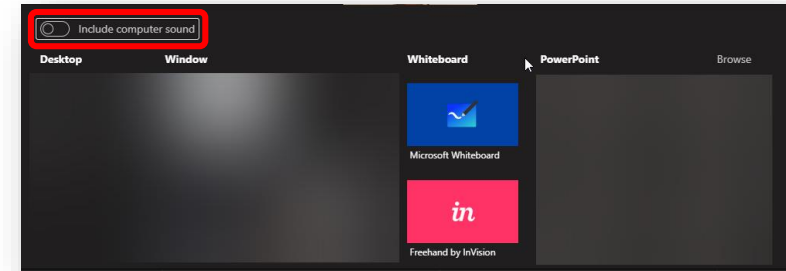 Include computer sound
Desktop Window Whiteboard PowerPoint Browse
Microsoft Whiteboard
in
Freehand by InVision